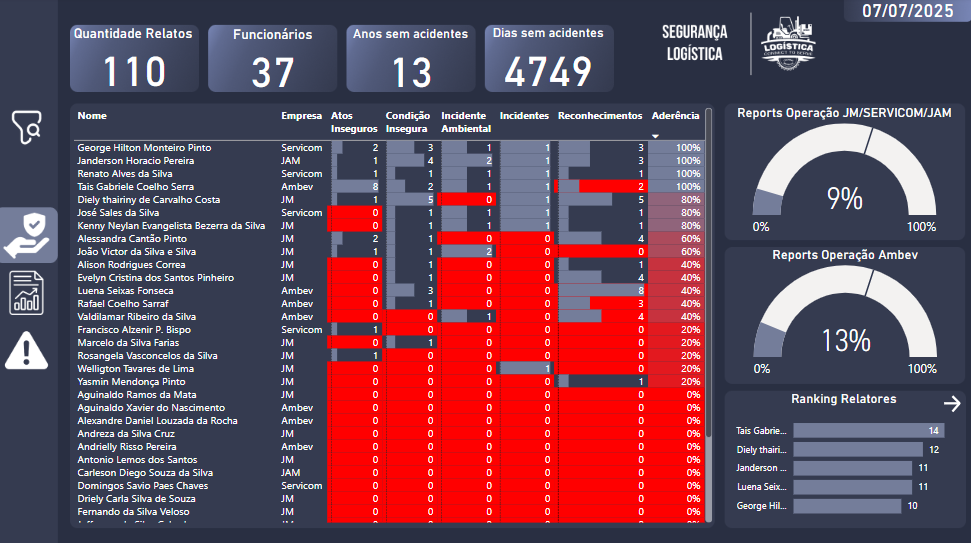 07/07/2025
Quantidade Relatos
110
Funcionários
37
Anos sem acidentes
13
Dias sem acidentes
4749
SEGURANÇA
LOGÍSTICA
LOGÍSTICA
CONNECT TO SERVE
Nome Empresa Atos Inseguros Condição Insegura Incidente Ambiental Incidentes Reconhecimentos Aderência
George Hilton Monteiro Pinto Servicom 2 3 1 1 3 100%
Janderson Horacio Pereira JAM 1 4 2 1 3 100%
Renato Alves da Silva Servicom 1 1 1 1 1 100%
Tais Gabriele Coelho Serra Ambev 8 2 1 1 2 100%
Diely thairiny de Carvalho Costa JM 1 5 0 1 5 80%
José Sales da Silva Servicom 0 1 1 1 1 80%
Kenny Neylan Evangelista Bezerra da Silva JM 0 1 1 1 1 80%
Alessandra Cantão Pinto JM 2 1 0 0 4 60%
João Victor da Silva e Silva JM 1 1 2 0 0 60%
Alison Rodrigues Correa JM 0 1 0 0 1 40%
Evelyn Cristina dos Santos Pinheiro JM 0 1 0 0 4 40%
Luena Seixas Fonseca Ambev 0 3 0 0 8 40%
Rafael Coelho Sarraf Ambev 0 1 0 0 3 40%
Valdilamar Ribeiro da Silva Ambev 0 0 1 0 4 40%
Francisco Alzenir P. Bispo Servicom 1 0 0 0 0 20%
Marcelo da Silva Farias JM 0 1 0 0 0 20%
Rosangela Vasconcelos da Silva JM 1 0 0 0 0 20%
Welligton Tavares de Lima JM 0 0 0 1 0 20%
Yasmin Mendonça Pinto JM 0 0 0 0 1 20%
Aguinaldo Ramos da Mata JM 0 0 0 0 0 0%
Aguinaldo Xavier do Nascimento Ambev 0 0 0 0 0 0%
Alexandre Daniel Louzada da Rocha Ambev 0 0 0 0 0 0%
Andreza da Silva Cruz JM 0 0 0 0 0 0%
Andrielly Risso Pereira Ambev 0 0 0 0 0 0%
Antonio Lemos dos Santos JM 0 0 0 0 0 0%
Carleson Diego Souza da Silva JAM 0 0 0 0 0 0%
Domingos Savio Paes Chaves Servicom 0 0 0 0 0 0%
Driely Carla Silva de Souza JM 0 0 0 0 0 0%
Fernando da Silva Veloso JM 0 0 0 0 0 0%
Reports Operação JM/SERVICOM/JAM
9%
0% 100%
Reports Operação Ambev
13%
0% 100%
Ranking Relatores
Tais Gabrie... 14
Diely thairi... 12
Janderson ... 11
Luena Seix... 11
George Hil... 10